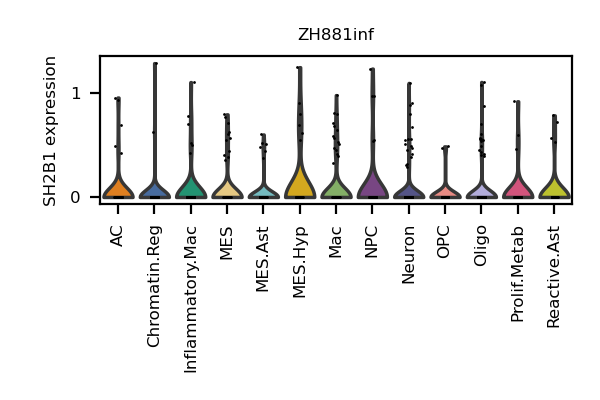 ZH881inf
SH2B1 expression
1
0
AC
Chromatin.Reg
Inflammatory.Mac
MES
MES.Ast
MES.Hyp
Mac
NPC
Neuron
OPC
Oligo
Prolif.Metab
Reactive.Ast